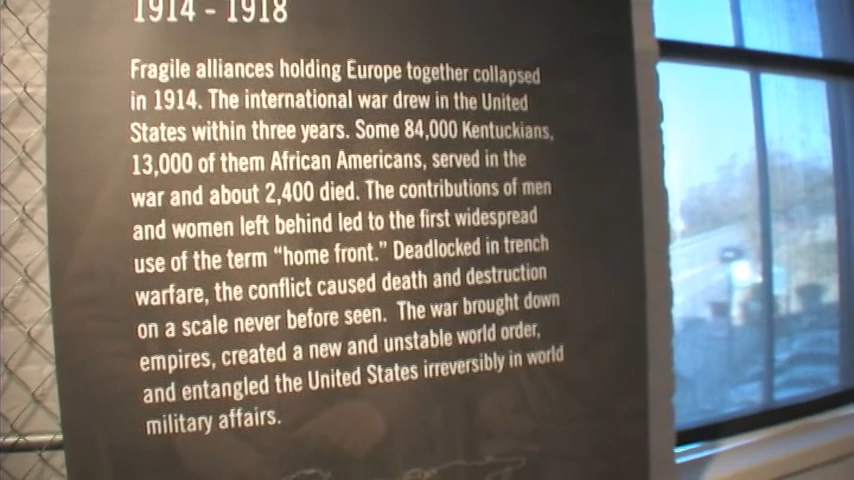 1914 - 1918
Fragile alliances holding Europe together collapsed
in 1914. The international war drew in the United
States within three years. Some 84,000 Kentuckians,
13,000 of them African Americans, served in the
war and about 2,400 died. The contributions of men
and women left behind led to the first widespread
use of the term “home front.” Deadlocked in trench
warfare, the conflict caused death and destruction
on a scale never before seen. The war brought down
empires, created a new and unstable world order,
and entangled the United States irreversibly in world
military affairs.